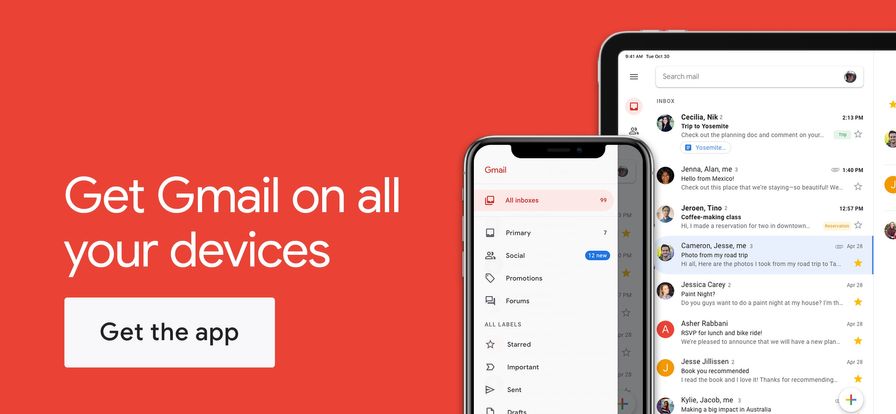 Get Gmail on all
your devices
Get the app
Gmail
All inboxes 99
Primary 7
Social 12 new
Promotions
Forums
ALL LABELS
Starred
Important
Sent
Drafts
9:41 AM Tue Oct 30
Search mail
INBOX
Cecilia, Nik 2 2:13 PM
Trip to Yosemite
Check out the planning doc and comment on your... Trip
Yosemite...
Jenna, Alan, me 3 1:40 PM
Hello from Mexico!
Check out this place that we're staying—so beautiful! We...
Jeroen, Tino 2 12:57 PM
Coffee-making class
Hi, I made a reservation for two in downtown... Reservation
Cameron, Jesse, me 3 Apr 28
Photo from my road trip
Hi all, Here are the photos I took from my road trip to Ta...
Jessica Carey 2 Apr 28
Paint Night?
Do you guys want to do a paint night at my house? I'm th...
A Asher Rabbani Apr 28
RSVP for lunch and bike ride!
We're pleased to announce that we will have a new plan...
J Jesse Jillissen 2 Apr 28
Book you recommended
I read the book and I love it! Thanks for recommending...
Kylie, Jacob, me 3
Making a big impact in Australia